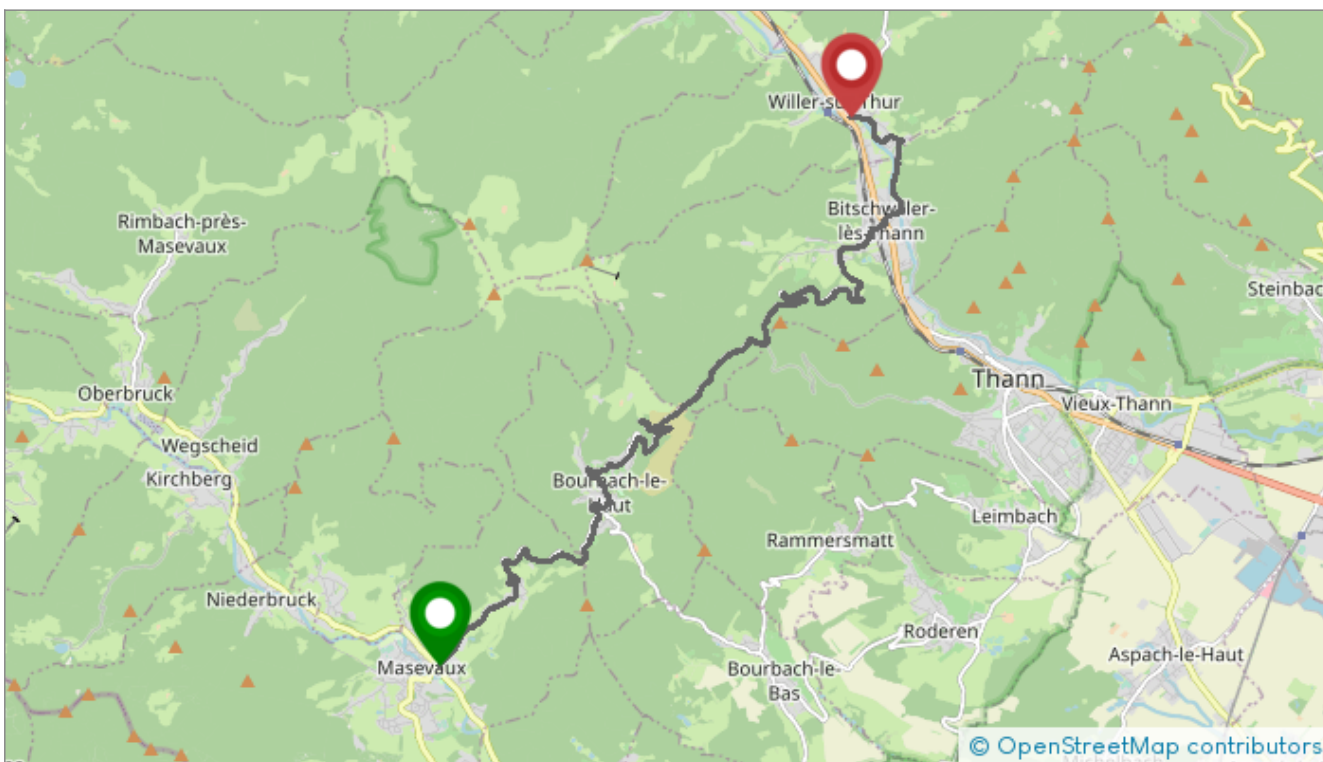 Willer-sur-Thur
Rimbach-près-
Masevaux
Bitschwiller-
lès-Thann
Steinbac
Oberbruck
Thann
Vieux-Thann
Wegscheid
Kirchberg
Bourbach-le-
Haut
Leimbach
Rammersmatt
Niederbruck
Roderen
Masevaux
Bourbach-le-
Bas
Aspach-le-Haut
© OpenStreetMap contributors